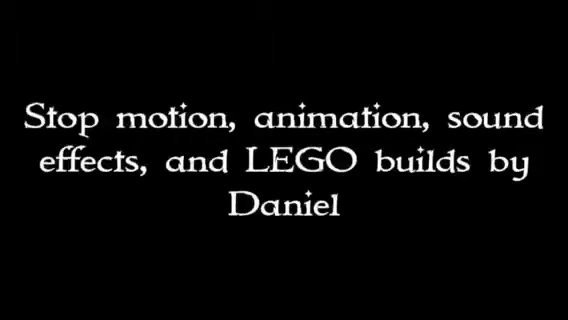 Stop motion, animation, sound
effects, and LEGO builds by
Daniel